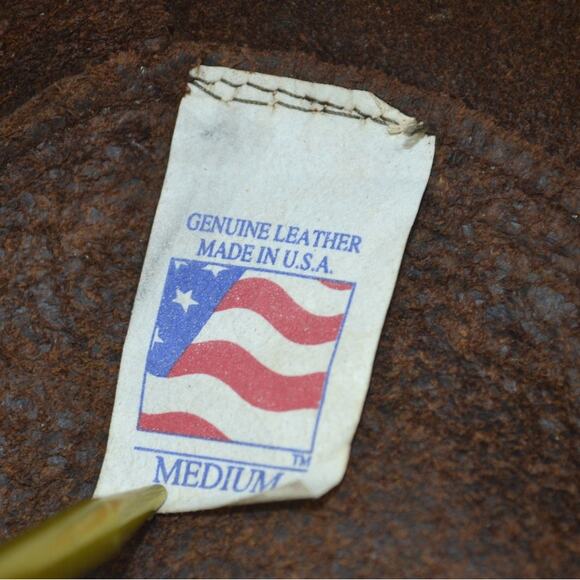 GENUINE LEATHER
MADE IN U.S.A.
TM
MEDIUM